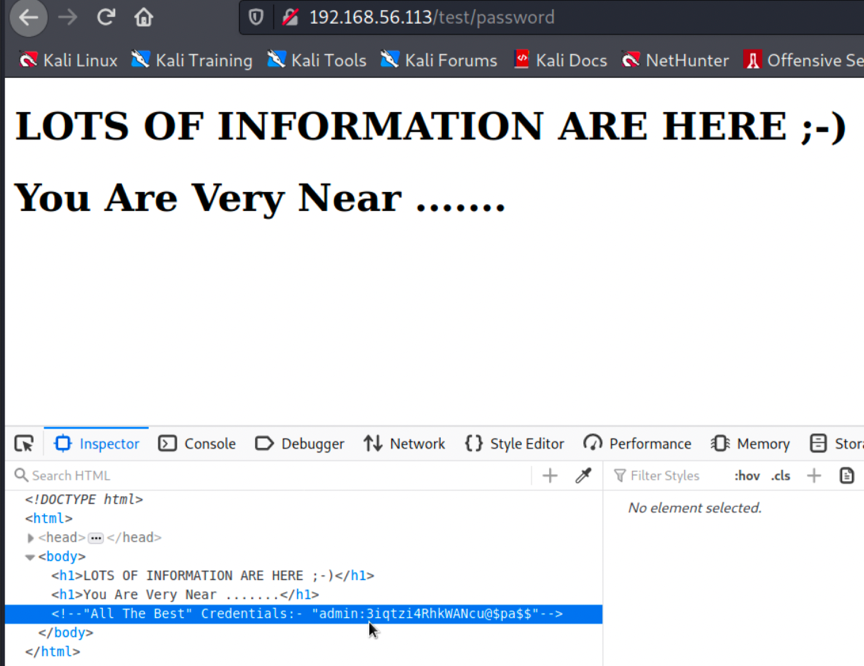 192.168.56.113/test/password
Kali Linux Kali Training Kali Tools Kali Forums Kali Docs NetHunter Offensive Se
LOTS OF INFORMATION ARE HERE ;-)
You Are Very Near .......
Inspector Console Debugger Network Style Editor Performance Memory Stor
Search HTML Filter Styles :hov .cls
<!DOCTYPE html>
<html>
<head> ••• </head>
<body>
<h1>LOTS OF INFORMATION ARE HERE ;-)</h1>
<h1>You Are Very Near .......</h1>
<!--"All The Best" Credentials:- "admin:3iqtzi4RhkWANcu@$pa$$"-->
</body>
</html>
No element selected.